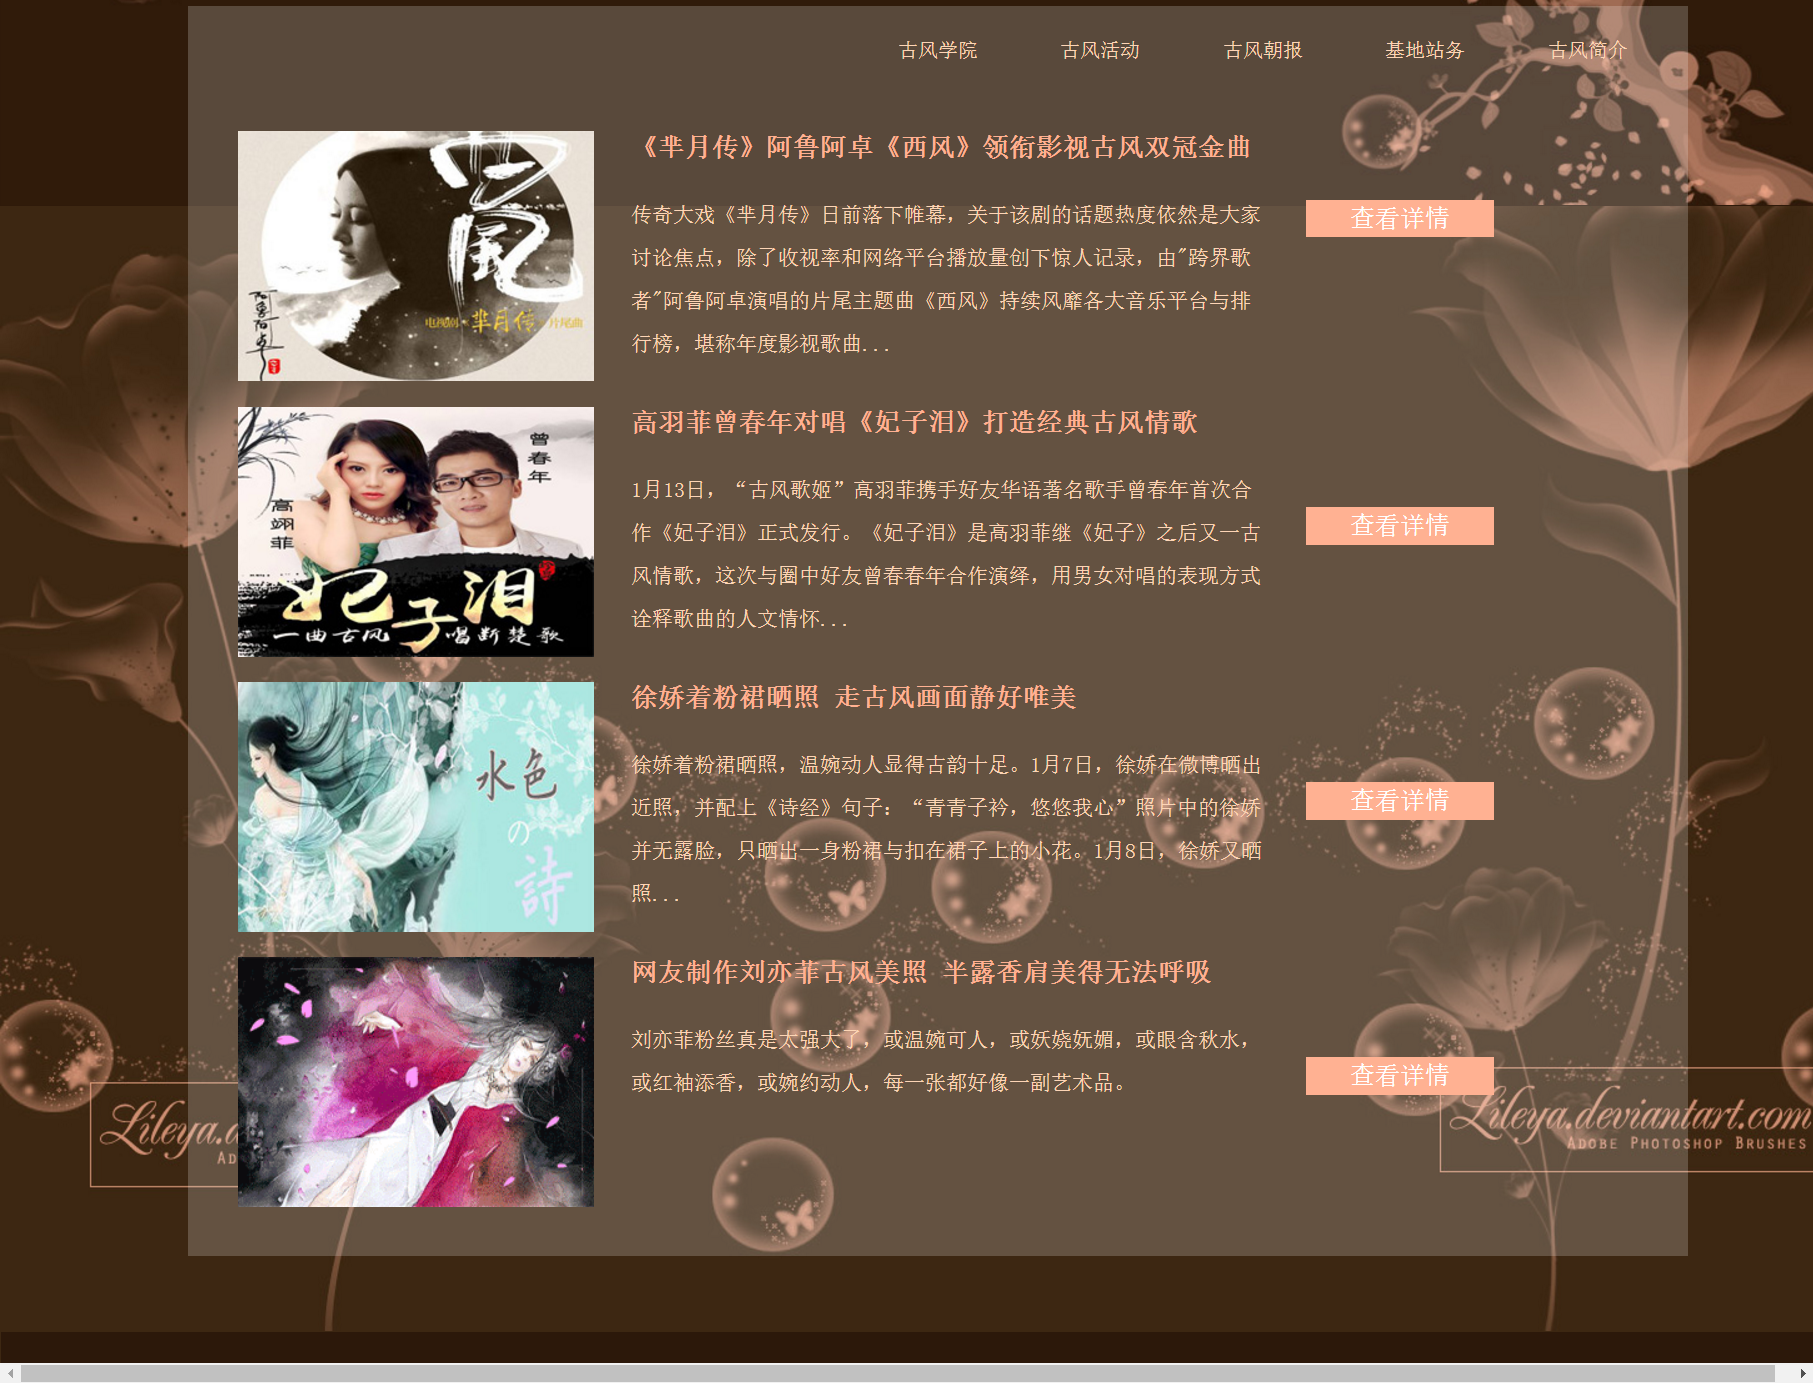 古风学院 古风活动 古风朝报 基地站务 古风简介
《芈月传》阿鲁阿卓《西风》领衔影视古风双冠金曲
传奇大戏《芈月传》日前落下帷幕，关于该剧的话题热度依然是大家
讨论焦点，除了收视率和网络平台播放量创下惊人记录，由"跨界歌
者"阿鲁阿卓演唱的片尾主题曲《西风》持续风靡各大音乐平台与排
行榜，堪称年度影视歌曲...
查看详情
阿鲁阿卓
电视剧《芈月传》片尾曲
高羽菲曾春年对唱《妃子泪》打造经典古风情歌
1月13日，“古风歌姬”高羽菲携手好友华语著名歌手曾春年首次合
作《妃子泪》正式发行。《妃子泪》是高羽菲继《妃子》之后又一古
风情歌，这次与圈中好友曾春春年合作演绎，用男女对唱的表现方式
诠释歌曲的人文情怀...
查看详情
曾春年
高翊菲
妃子泪
一曲古风 唱断楚歌
徐娇着粉裙晒照 走古风画面静好唯美
徐娇着粉裙晒照，温婉动人显得古韵十足。1月7日，徐娇在微博晒出
近照，并配上《诗经》句子：“青青子衿，悠悠我心”照片中的徐娇
并无露脸，只晒出一身粉裙与扣在裙子上的小花。1月8日，徐娇又晒
照...
查看详情
水色
の
詩
网友制作刘亦菲古风美照 半露香肩美得无法呼吸
刘亦菲粉丝真是太强大了，或温婉可人，或妖娆妩媚，或眼含秋水，
或红袖添香，或婉约动人，每一张都好像一副艺术品。
查看详情
Lileya.d
AD
Lileya.deviantart.com
ADOBE PHOTOSHOP BRUSHES